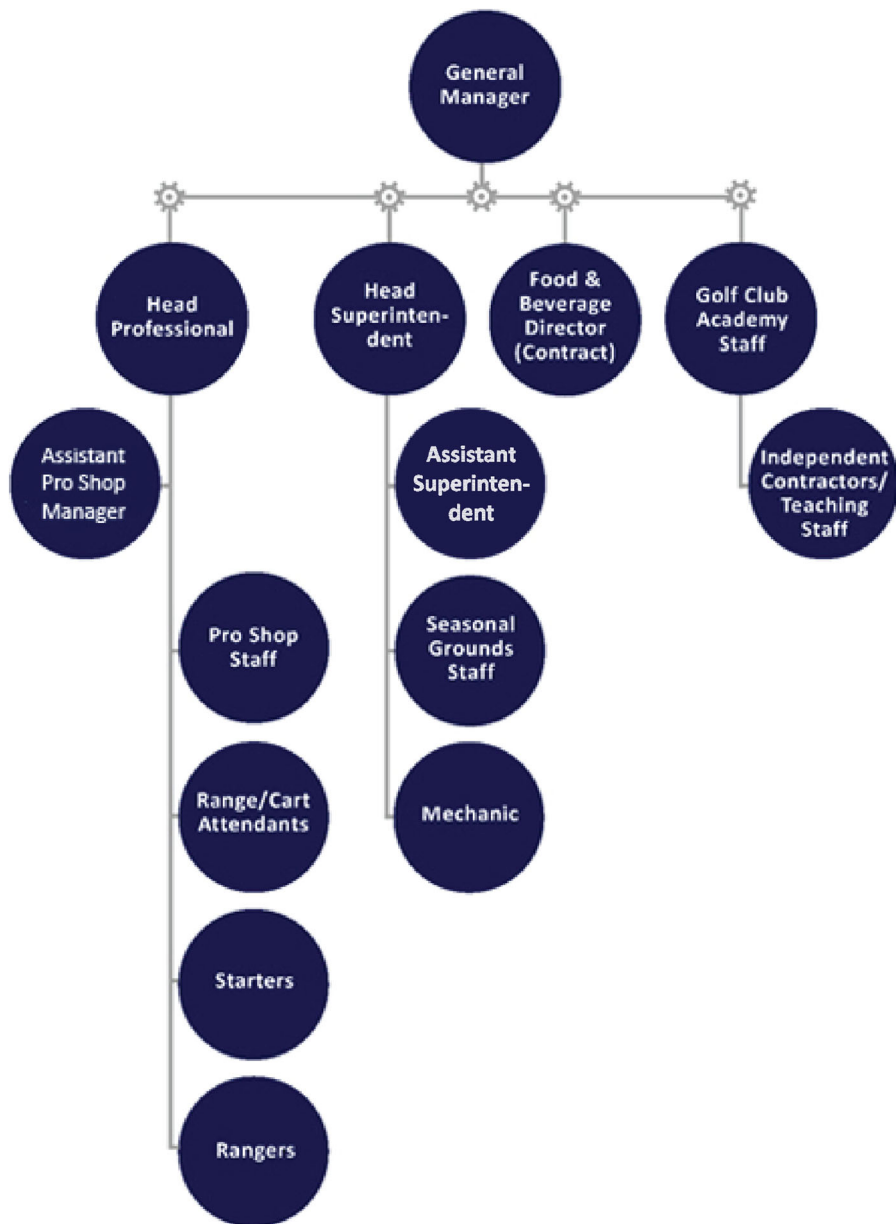 General
Manager
Head
Professional
Head
Superinten-
dent
Food &
Beverage
Director
(Contract)
Golf Club
Academy
Staff
Assistant
Pro Shop
Manager
Assistant
Superinten-
dent
Independent
Contractors/
Teaching
Staff
Pro Shop
Staff
Seasonal
Grounds
Staff
Range/Cart
Attendants
Mechanic
Starters
Rangers